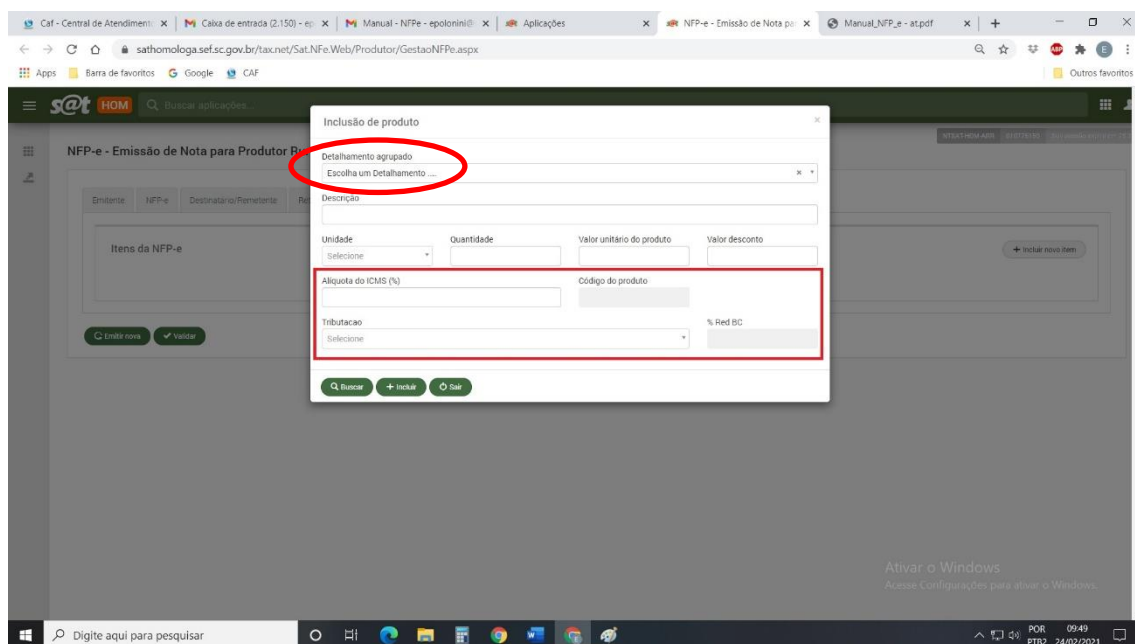 Caf - Central de Atendimento
Caixa de entrada (2.150) - ep
Manual - NFPe - epolonini@
Aplicações
NFP-e - Emissão de Nota pa
Manual_NFP_e - at.pdf
sathomologa.sef.sc.gov.br/tax.net/Sat.NFe.Web/Produtor/GestaoNFPe.aspx
ABP
E
Apps Barra de favoritos G Google CAF Outros favoritos
s@t HOM Buscar aplicações...
Inclusão de produto
NFP-e - Emissão de Nota para Produtor Ru
Detalhamento agrupado
Escolha um Detalhamento ....
Emitente NFP-e Destinatário/Remetente Re
Descrição
Itens da NFP-e
+ Incluir novo item
Unidade Quantidade Valor unitário do produto Valor desconto
Selecione
Alíquota do ICMS (%) Código do produto
Tributacao % Red BC
Selecione
Emitir nova Validar
Buscar + Incluir Sair
Ativar o Windows
Acesse Configurações para ativar o Windows.
Digite aqui para pesquisar
POR 09:49
PTB2 24/02/2021